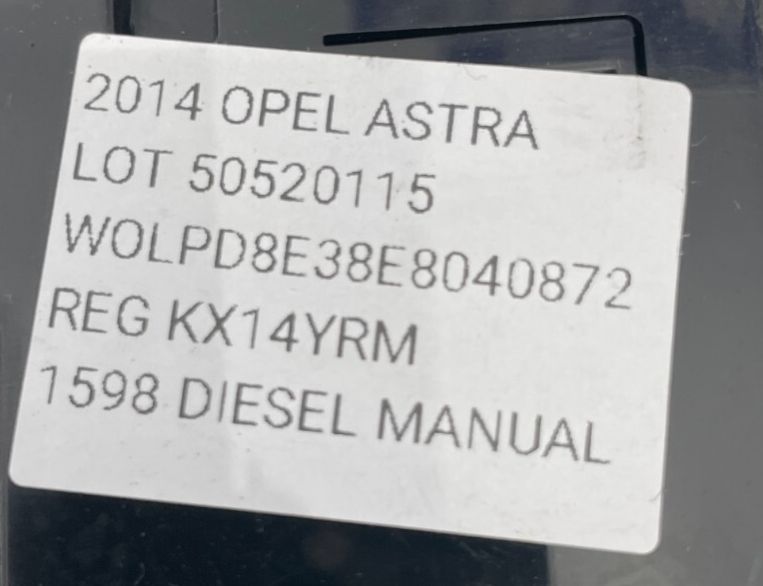 2014 OPEL ASTRA
LOT 50520115
WOLPD8E38E8040872
REG KX14YRM
1598 DIESEL MANUAL